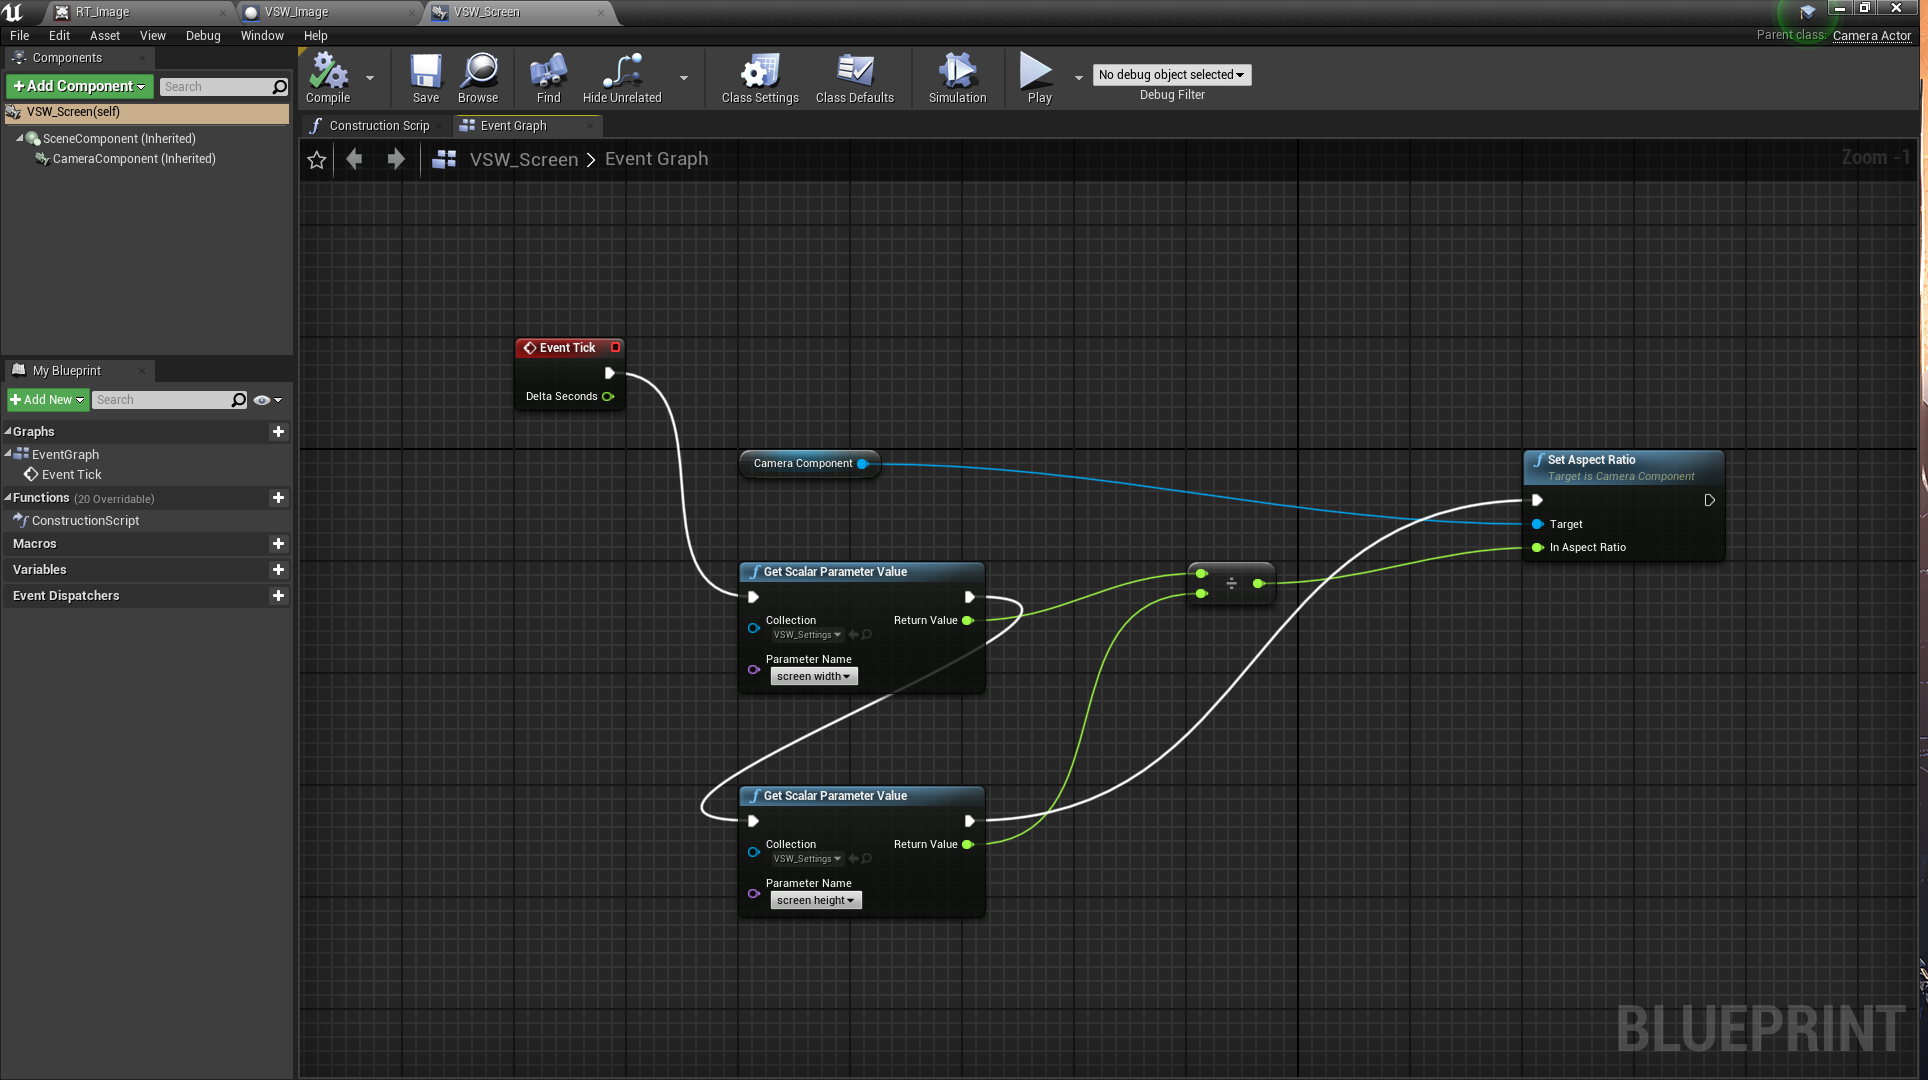 RT_Image
VSW_Image
VSW_Screen
File Edit Asset View Debug Window Help
Parent class: Camera Actor
Components
+ Add Component
Search
VSW_Screen(self)
SceneComponent (Inherited)
CameraComponent (Inherited)
Compile
Save
Browse
Find
Hide Unrelated
Class Settings
Class Defaults
Simulation
Play
No debug object selected
Debug Filter
Construction Scrip
Event Graph
VSW_Screen > Event Graph
Zoom -1
My Blueprint
+ Add New
Search
Graphs
EventGraph
Event Tick
Functions (20 Overridable)
ConstructionScript
Macros
Variables
Event Dispatchers
Event Tick
Delta Seconds
Camera Component
Get Scalar Parameter Value
Collection
Return Value
VSW_Settings
Parameter Name
screen width
Get Scalar Parameter Value
Collection
Return Value
VSW_Settings
Parameter Name
screen height
÷
Set Aspect Ratio
Target is Camera Component
Target
In Aspect Ratio
BLUEPRINT